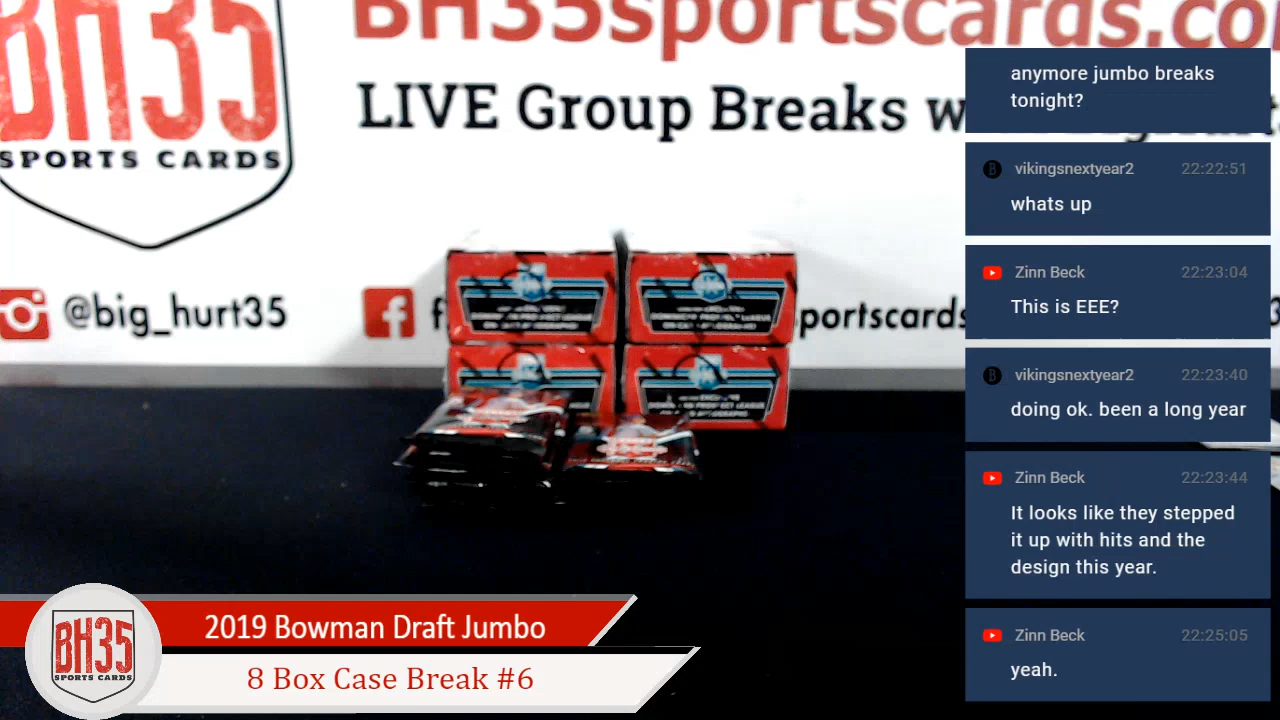 BH35
SPORTS CARDS
BH35sportscards.co
LIVE Group Breaks w
@big_hurt35
f
portscards
anymore jumbo breaks
tonight?
vikingsnextyear2 22:22:51
whats up
Zinn Beck 22:23:04
This is EEE?
vikingsnextyear2 22:23:40
doing ok. been a long year
Zinn Beck 22:23:44
It looks like they stepped
it up with hits and the
design this year.
Zinn Beck 22:25:05
yeah.
BH35
SPORTS CARDS
2019 Bowman Draft Jumbo
8 Box Case Break #6